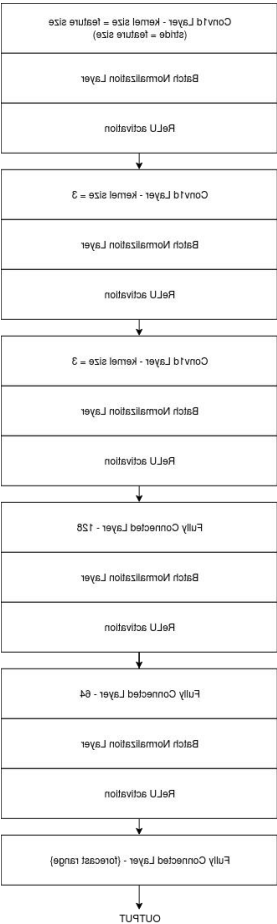 Conv1d Layer - kernel size = feature size
(stride = feature size)
Batch Normalization Layer
ReLU activation
Conv1d Layer - kernel size = 3
Batch Normalization Layer
ReLU activation
Conv1d Layer - kernel size = 3
Batch Normalization Layer
ReLU activation
Fully Connected Layer - 128
Batch Normalization Layer
ReLU activation
Fully Connected Layer - 64
Batch Normalization Layer
ReLU activation
Fully Connected Layer - {forecast range}
OUTPUT